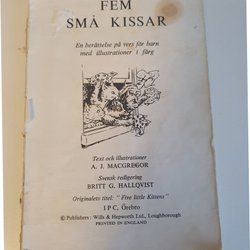 FEM
SMÅ KISSAR
En berättelse på vers för barn
med illustrationer i färg
Text och illustrationer
A. J. MACGREGOR
Svensk redigering
BRITT G. HALLQVIST
Originalets titel: "Five little Kittens"
IPC, Örebro
© Publishers: Wills & Hepworth Ltd., Loughborough
PRINTED IN ENGLAND